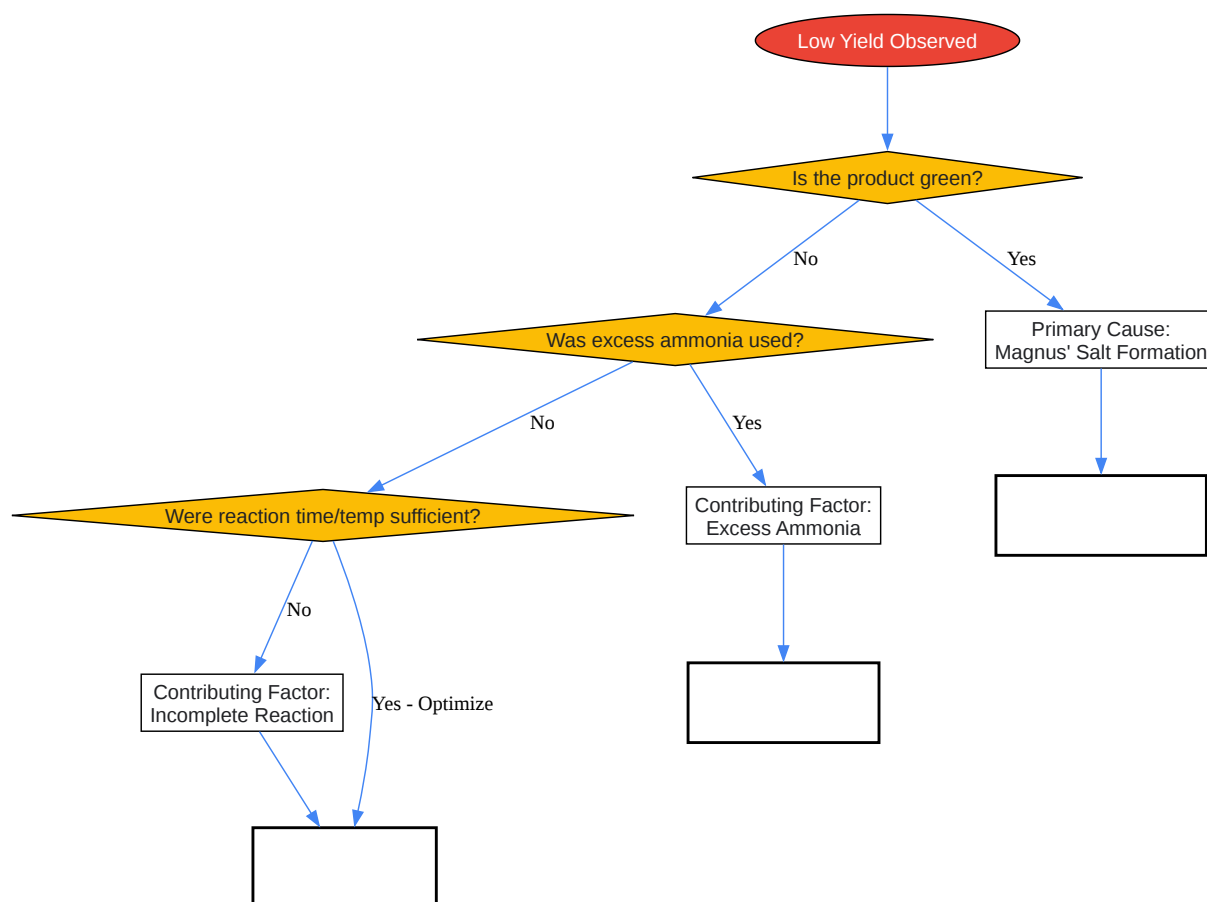 Low Yield Observed
Is the product green?
No
Yes
Primary Cause:
Magnus' Salt Formation
Was excess ammonia used?
No
Yes
Contributing Factor:
Excess Ammonia
Were reaction time/temp sufficient?
No
Yes - Optimize
Contributing Factor:
Incomplete Reaction